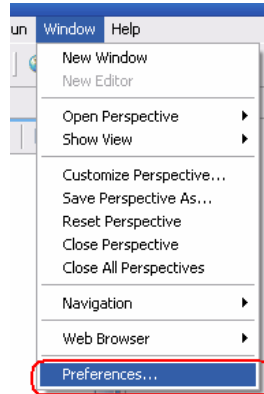 un Window Help
New Window
New Editor
Open Perspective
Show View
Customize Perspective...
Save Perspective As...
Reset Perspective
Close Perspective
Close All Perspectives
Navigation
Web Browser
Preferences...